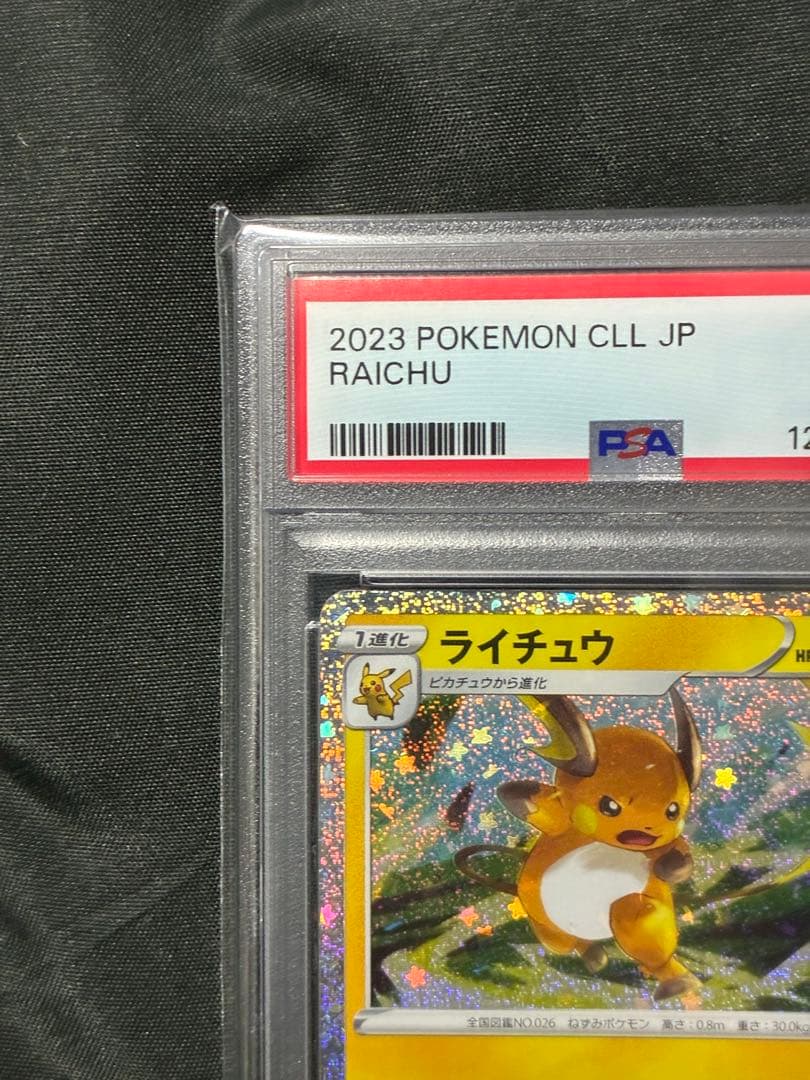 2023 POKEMON CLL JP
RAICHU
PSA
12
1進化
ライチュウ
HP
ピカチュウから進化
全国図鑑NO.026 ねずみポケモン 高さ:0.8m 重さ:30.0kg